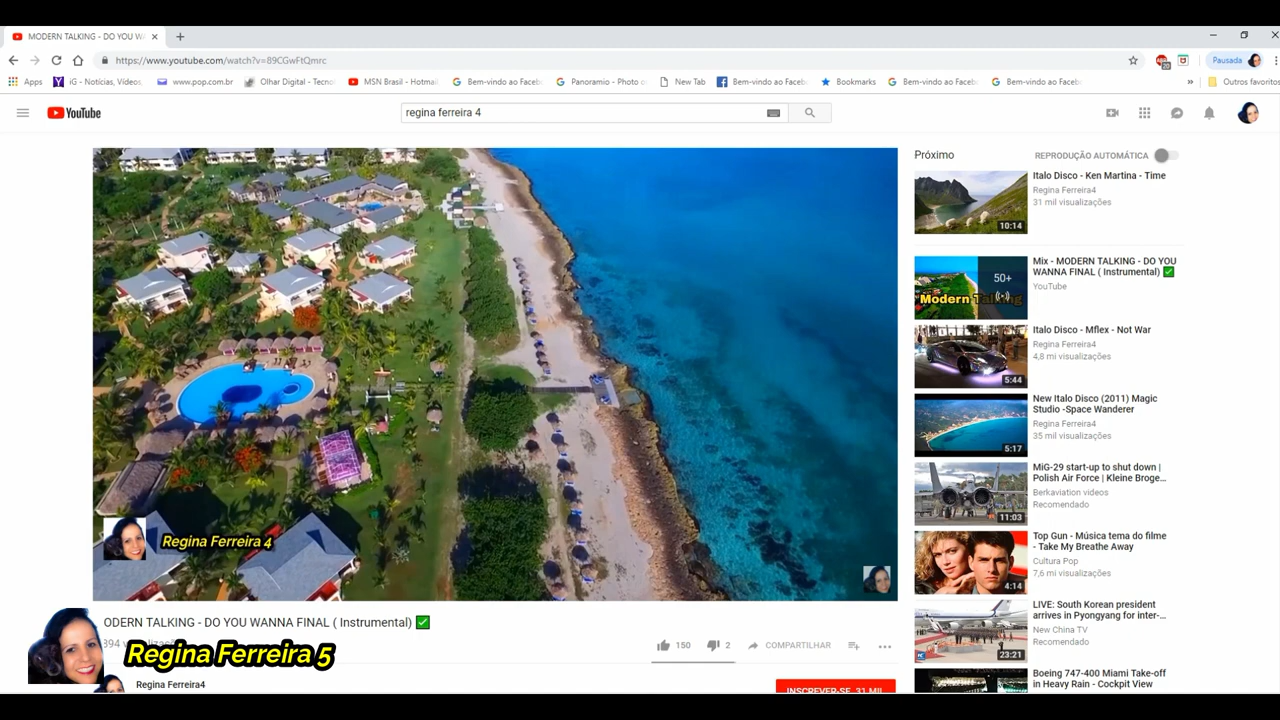 MODERN TALKING - DO YOU W
https://www.youtube.com/watch?v=89CGwFtQmrc
Pausada
Apps
iG - Notícias, Vídeos,
www.pop.com.br
Olhar Digital - Tecno
MSN Brasil - Hotmai
Bem-vindo ao Faceb
Panoramio - Photo o
New Tab
Bem-vindo ao Faceb
Bookmarks
Bem-vindo ao Faceb
Bem-vindo ao Faceb
Outros favoritos
YouTube
regina ferreira 4
Próximo
REPRODUÇÃO AUTOMÁTICA
Italo Disco - Ken Martina - Time
Regina Ferreira4
31 mil visualizações
10:14
Mix - MODERN TALKING - DO YOU
WANNA FINAL ( Instrumental) ✅
YouTube
50+
Modern Talking
Italo Disco - Mflex - Not War
Regina Ferreira4
4,8 mi visualizações
5:44
New Italo Disco (2011) Magic
Studio -Space Wanderer
Regina Ferreira4
35 mil visualizações
5:17
MiG-29 start-up to shut down |
Polish Air Force | Kleine Broge...
Berkaviation videos
Recomendado
11:03
Top Gun - Música tema do filme
- Take My Breathe Away
Cultura Pop
7,6 mi visualizações
4:14
LIVE: South Korean president
arrives in Pyongyang for inter-...
New China TV
Recomendado
23:21
Boeing 747-400 Miami Take-off
in Heavy Rain - Cockpit View
Regina Ferreira 4
ODERN TALKING - DO YOU WANNA FINAL ( Instrumental) ✅
150
2
COMPARTILHAR
Regina Ferreira 5
Regina Ferreira4
INSCREVER-SE 31 MIL